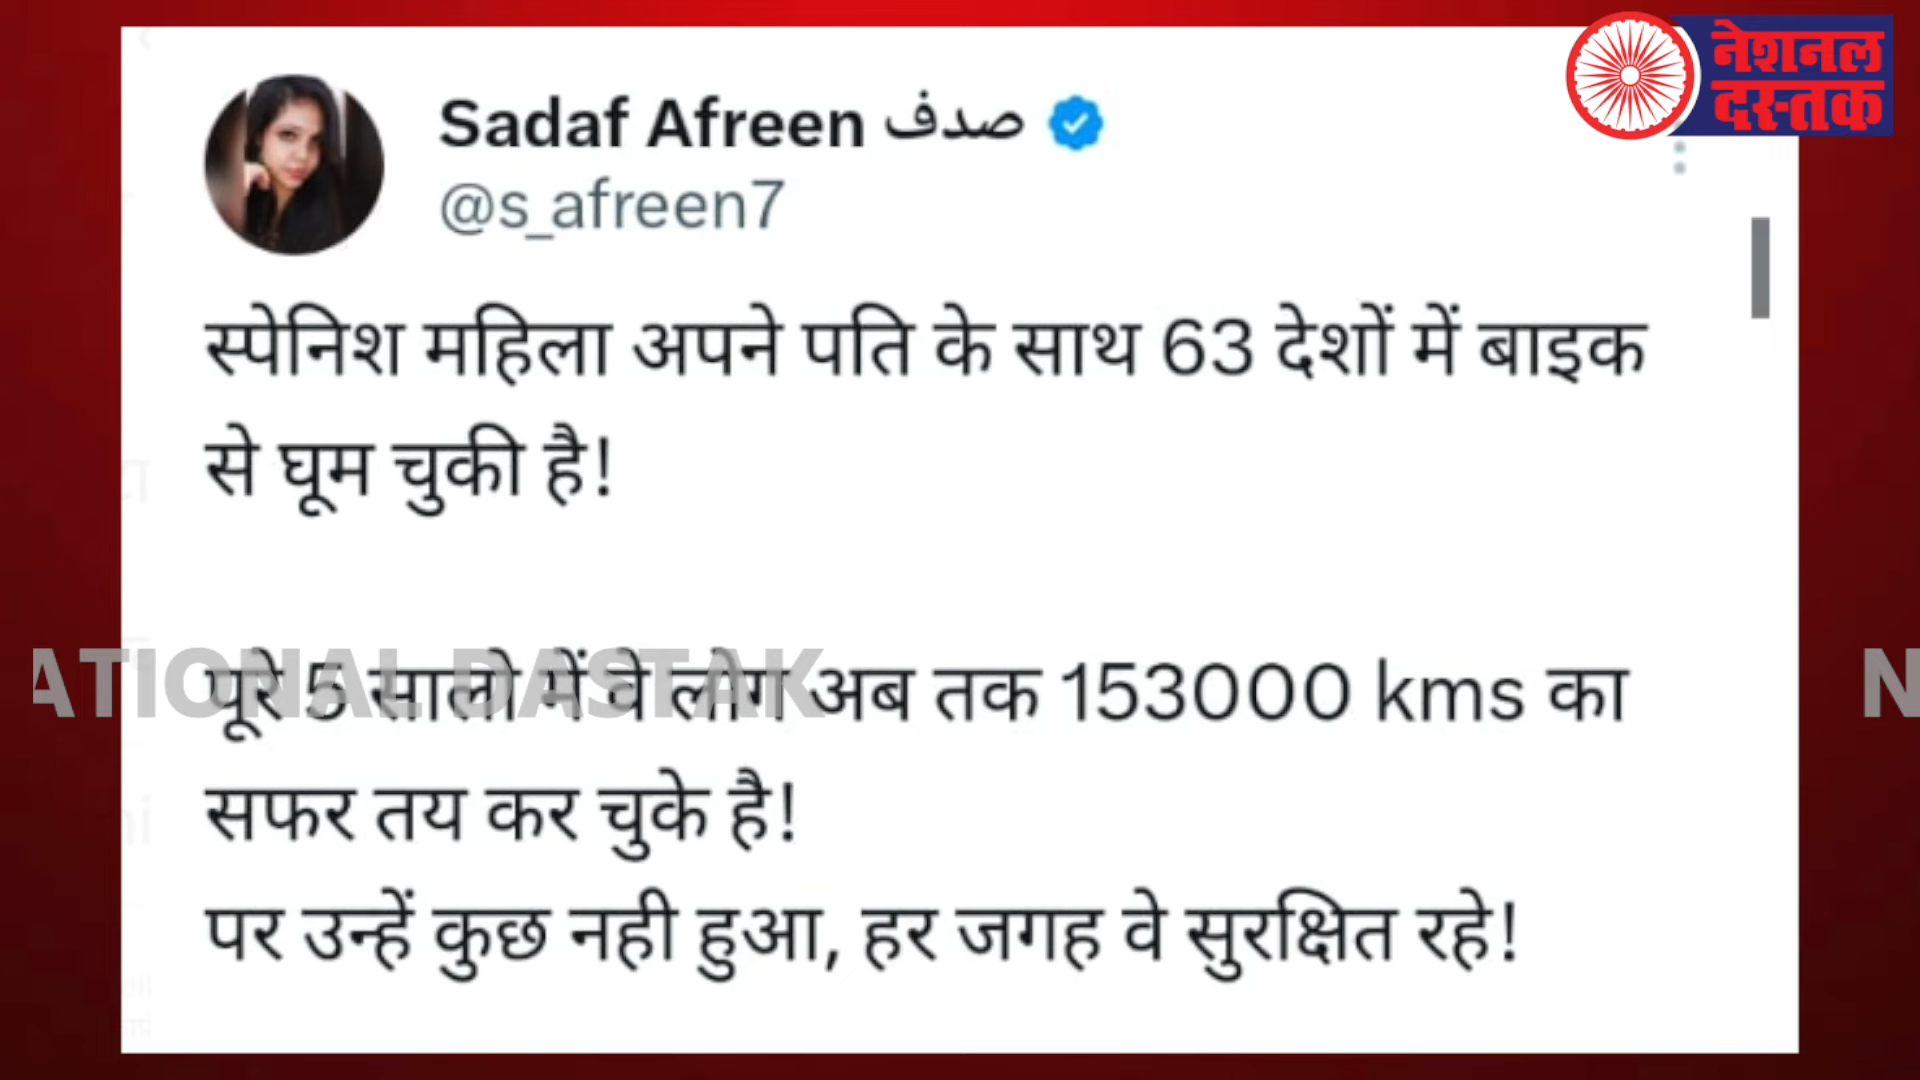 नेशनल
दस्तक
Sadaf Afreen صدف
@s_afreen7
स्पेनिश महिला अपने पति के साथ 63 देशों में बाइक
से घूम चुकी है!
पूरे 5 सालो में वे लोग अब तक 153000 kms का
सफर तय कर चुके है!
पर उन्हें कुछ नही हुआ, हर जगह वे सुरक्षित रहे!
ATIONAL DASTAK
N